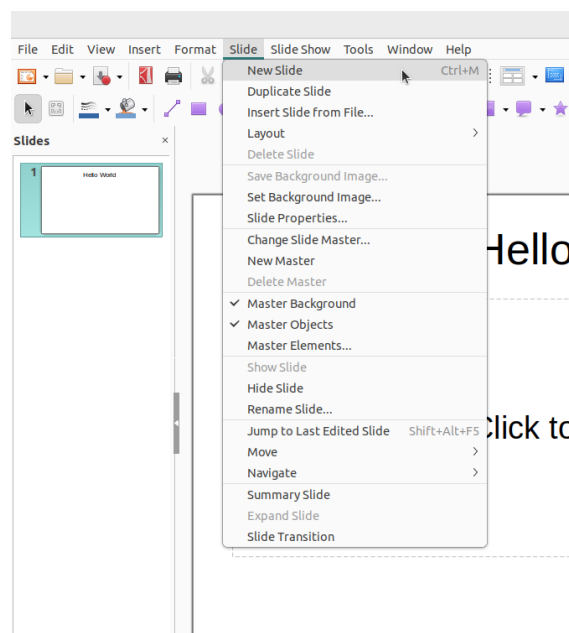 File Edit View Insert Format Slide Slide Show Tools Window Help
Slides
1
Hello World
New Slide Ctrl+M
Duplicate Slide
Insert Slide from File...
Layout
Delete Slide
Save Background Image...
Set Background Image...
Slide Properties...
Change Slide Master...
New Master
Delete Master
Master Background
Master Objects
Master Elements...
Show Slide
Hide Slide
Rename Slide...
Jump to Last Edited Slide Shift+Alt+F5
Move
Navigate
Summary Slide
Expand Slide
Slide Transition
Hello
Click to